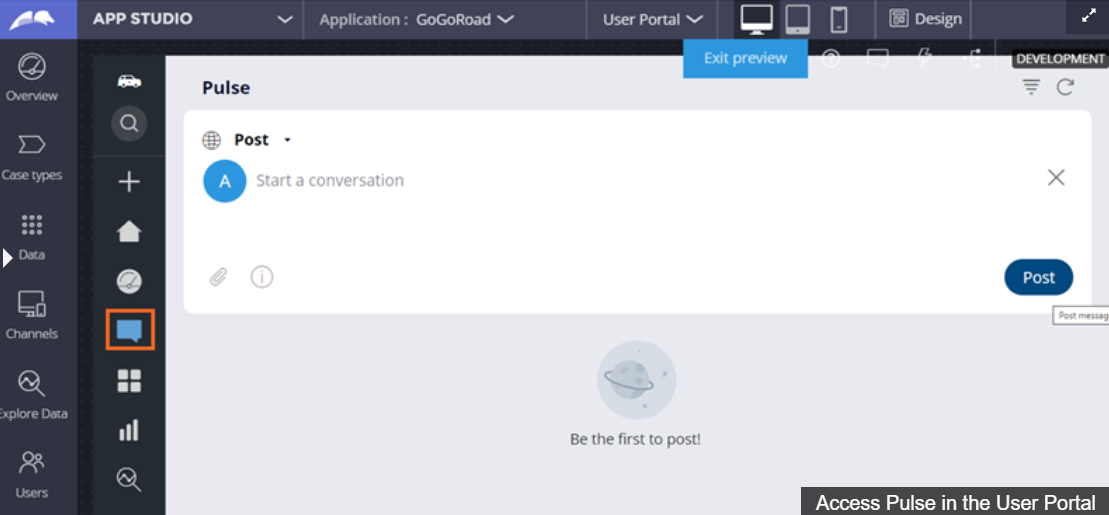 APP STUDIO
Application : GoGoRoad
User Portal
Design
Exit preview
DEVELOPMENT
Overview
Case types
Data
Channels
Explore Data
Users
Pulse
Post
A
Start a conversation
Post
Post messag
Be the first to post!
Access Pulse in the User Portal